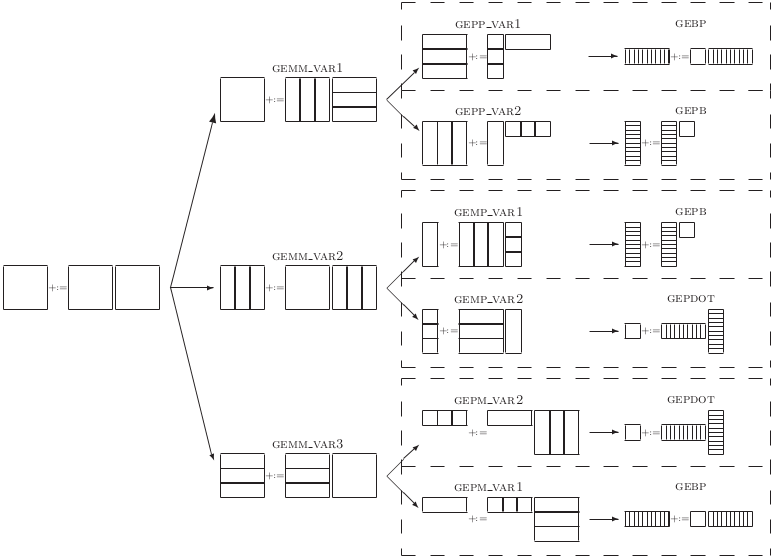 GEPP_VAR1 GEBP
+:=
+:=
GEMM_VAR1
+:=
GEPP_VAR2 GEPB
+:=
+:=
GEMP_VAR1 GEPB
+:=
+:=
GEMM_VAR2
+:=
+:=
GEMP_VAR2 GEPDOT
+:=
+:=
GEPM_VAR2 GEPDOT
+:=
+:=
GEMM_VAR3
+:=
GEPM_VAR1 GEBP
+:=
+:=